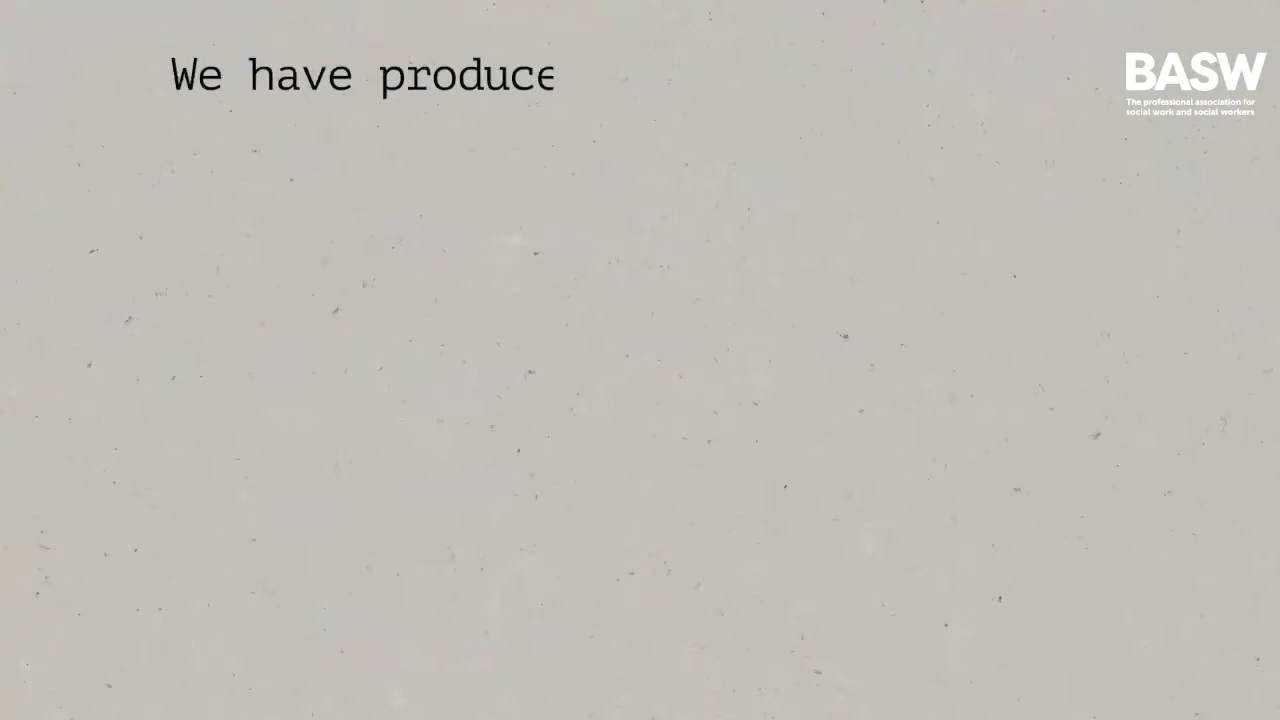 We have produce
BASW
The professional association for
social work and social workers